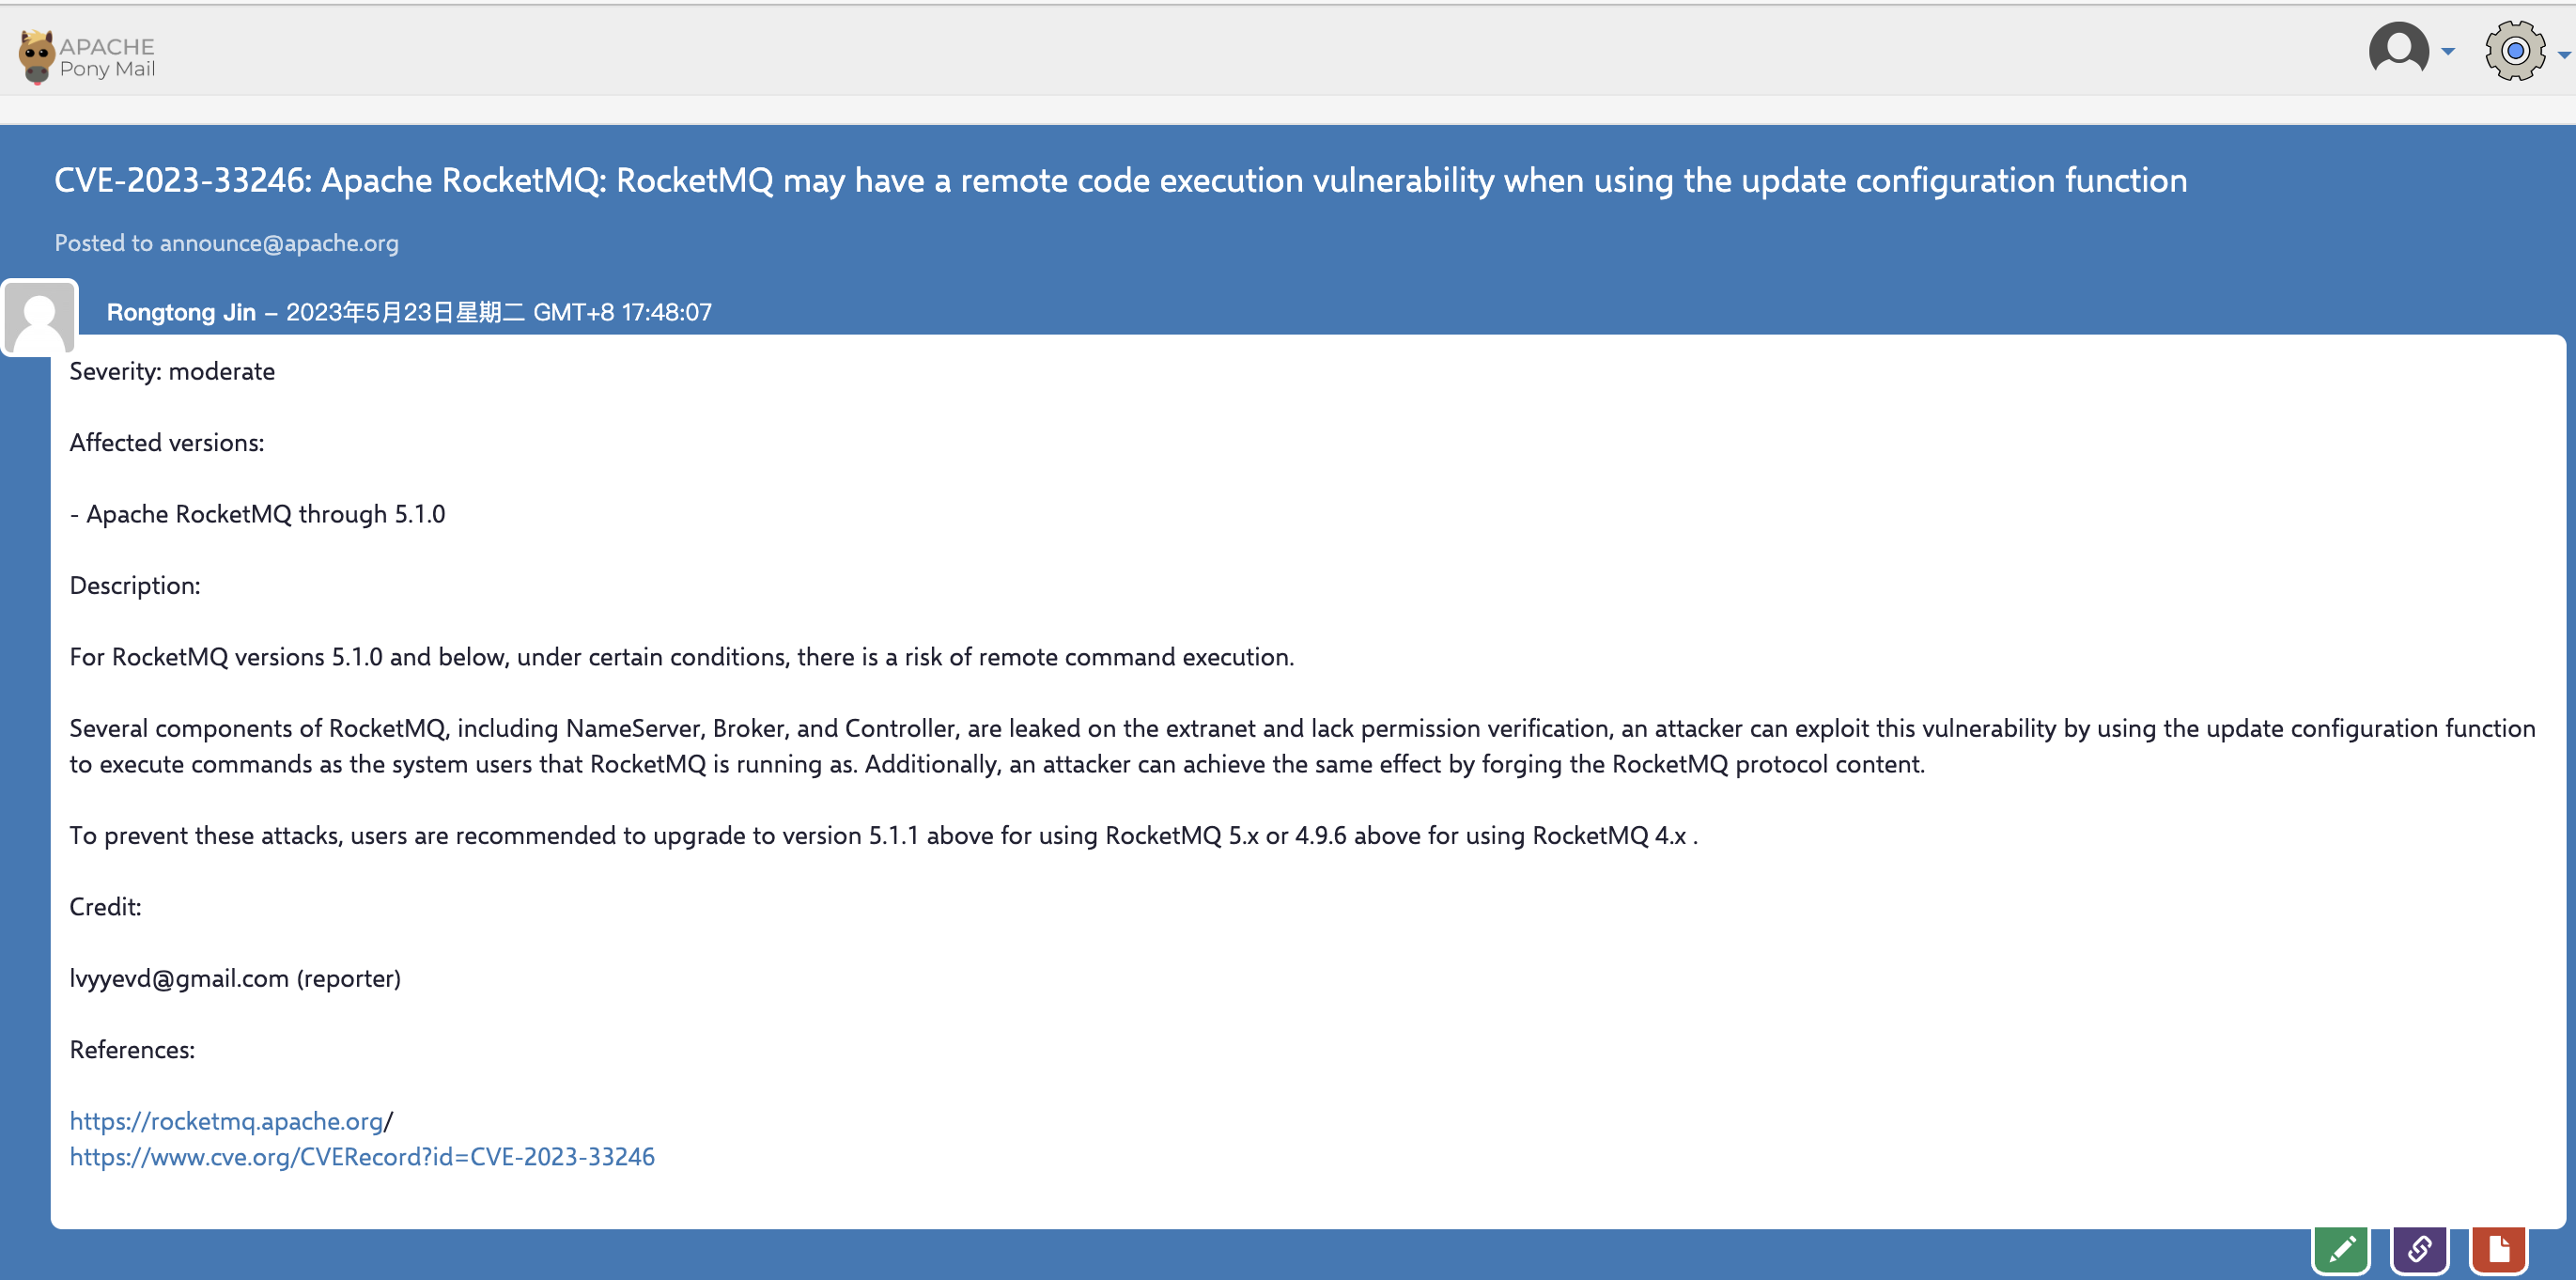 APACHE
Pony Mail
CVE-2023-33246: Apache RocketMQ: RocketMQ may have a remote code execution vulnerability when using the update configuration function
Posted to announce@apache.org
Rongtong Jin – 2023年5月23日星期二 GMT+8 17:48:07
Severity: moderate
Affected versions:
- Apache RocketMQ through 5.1.0
Description:
For RocketMQ versions 5.1.0 and below, under certain conditions, there is a risk of remote command execution.
Several components of RocketMQ, including NameServer, Broker, and Controller, are leaked on the extranet and lack permission verification, an attacker can exploit this vulnerability by using the update configuration function
to execute commands as the system users that RocketMQ is running as. Additionally, an attacker can achieve the same effect by forging the RocketMQ protocol content.
To prevent these attacks, users are recommended to upgrade to version 5.1.1 above for using RocketMQ 5.x or 4.9.6 above for using RocketMQ 4.x .
Credit:
lvyyevd@gmail.com (reporter)
References:
https://rocketmq.apache.org/
https://www.cve.org/CVERecord?id=CVE-2023-33246